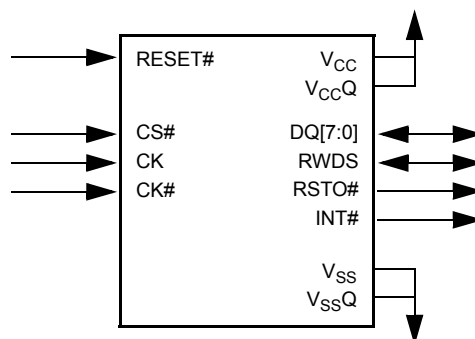 RESET#
CS#
CK
CK#
VCC
VCCQ
DQ[7:0]
RWDS
RSTO#
INT#
VSS
VSSQ